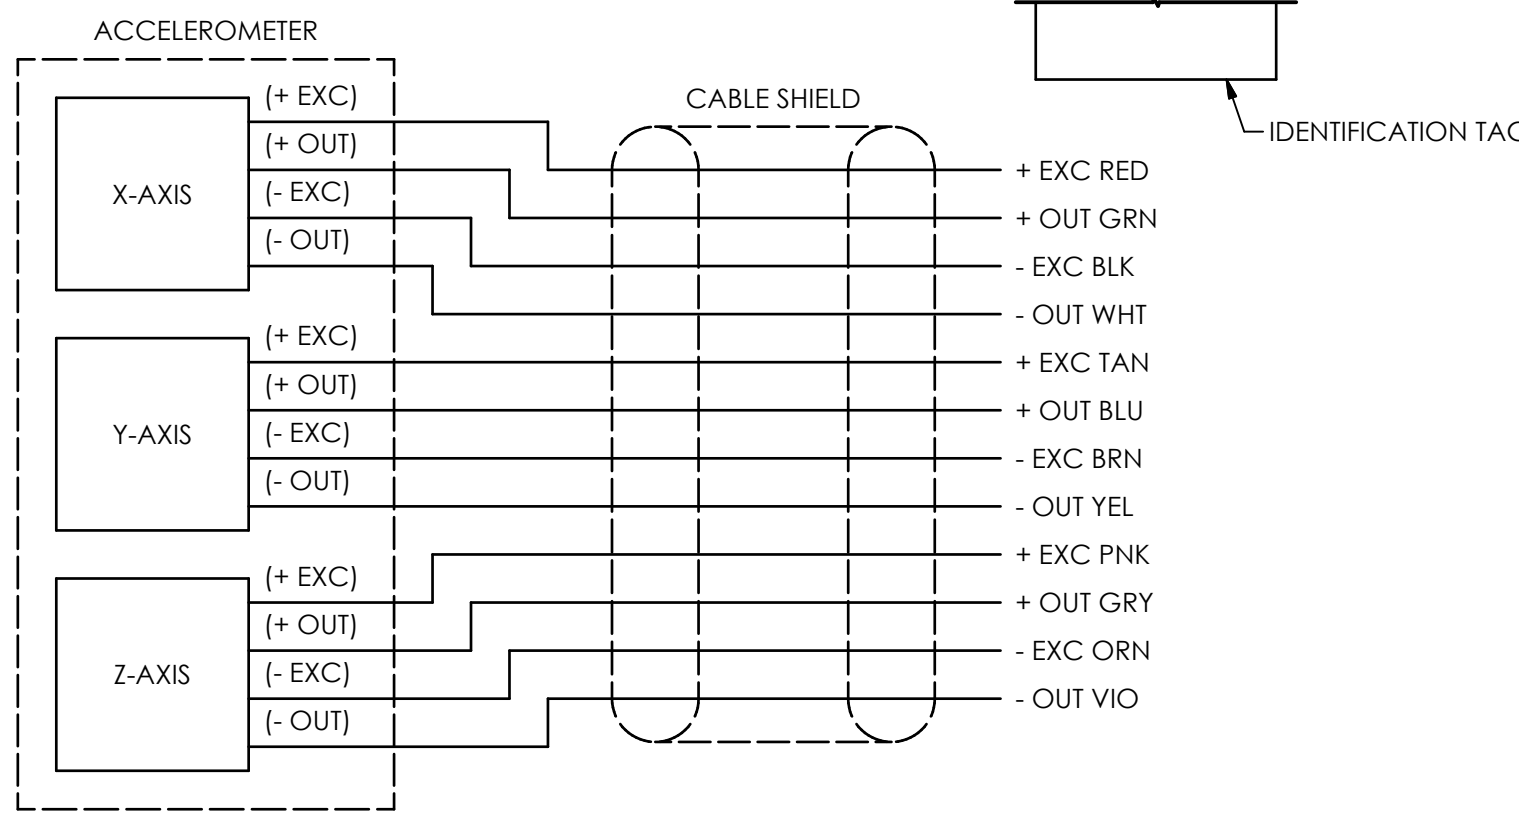 ACCELEROMETER
CABLE SHIELD
IDENTIFICATION
X-AXIS
(+ EXC)
(+ OUT)
(- EXC)
(- OUT)
+ EXC RED
+ OUT GRN
- EXC BLK
- OUT WHT
Y-AXIS
(+ EXC)
(+ OUT)
(- EXC)
(- OUT)
+ EXC TAN
+ OUT BLU
- EXC BRN
- OUT YEL
Z-AXIS
(+ EXC)
(+ OUT)
(- EXC)
(- OUT)
+ EXC PNK
+ OUT GRY
- EXC ORN
- OUT VIO